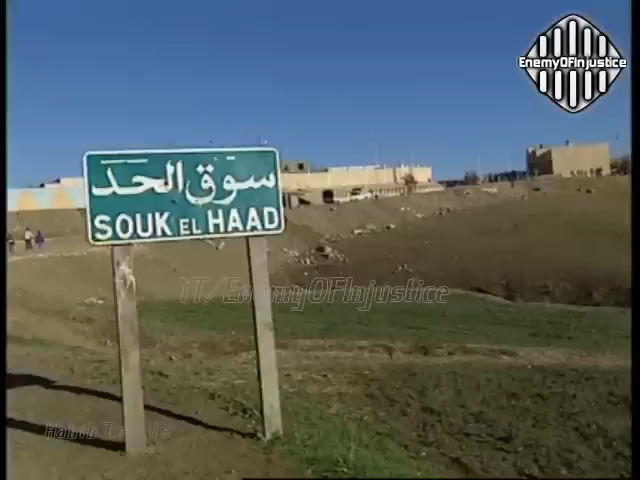 EnemyOFInjustice
سوق الحد
SOUK EL HAAD
YT/EnemyOFInjustice